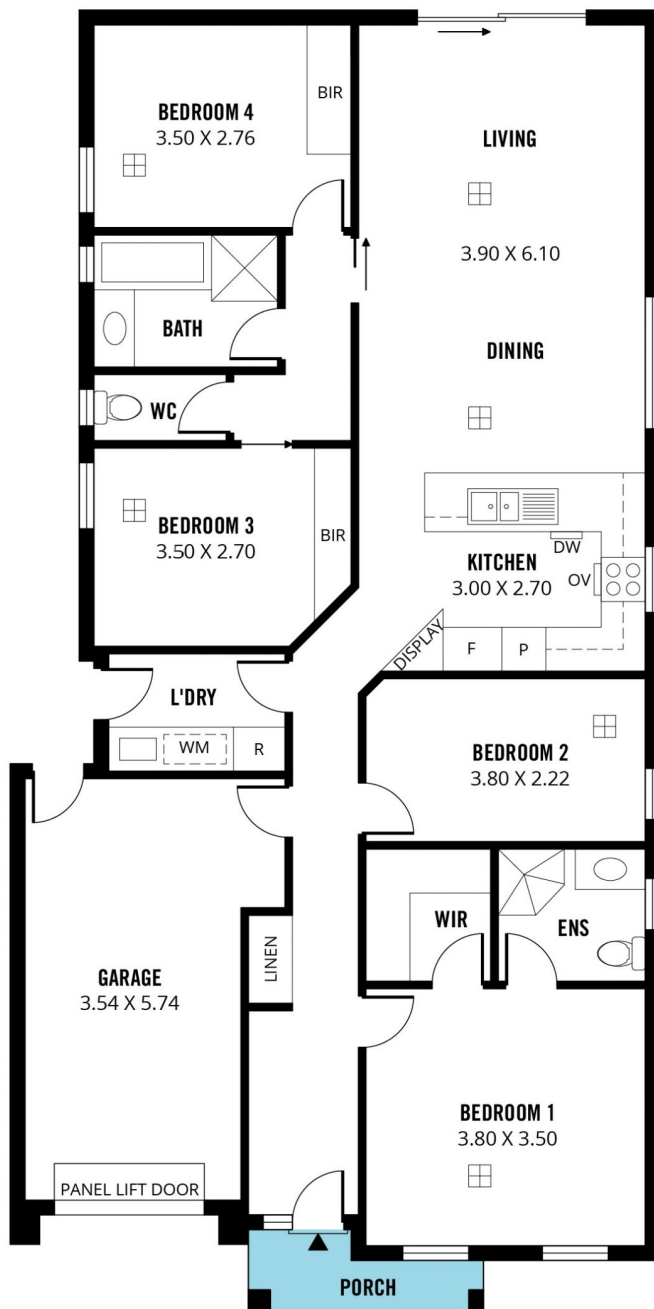 BEDROOM 4
3.50 X 2.76
BIR
LIVING
3.90 X 6.10
DINING
BATH
WC
BEDROOM 3
3.50 X 2.70
BIR
KITCHEN
3.00 X 2.70
DW
OV
DISPLAY
F
P
L'DRY
WM
R
BEDROOM 2
3.80 X 2.22
WIR
ENS
LINEN
GARAGE
3.54 X 5.74
PANEL LIFT DOOR
BEDROOM 1
3.80 X 3.50
PORCH